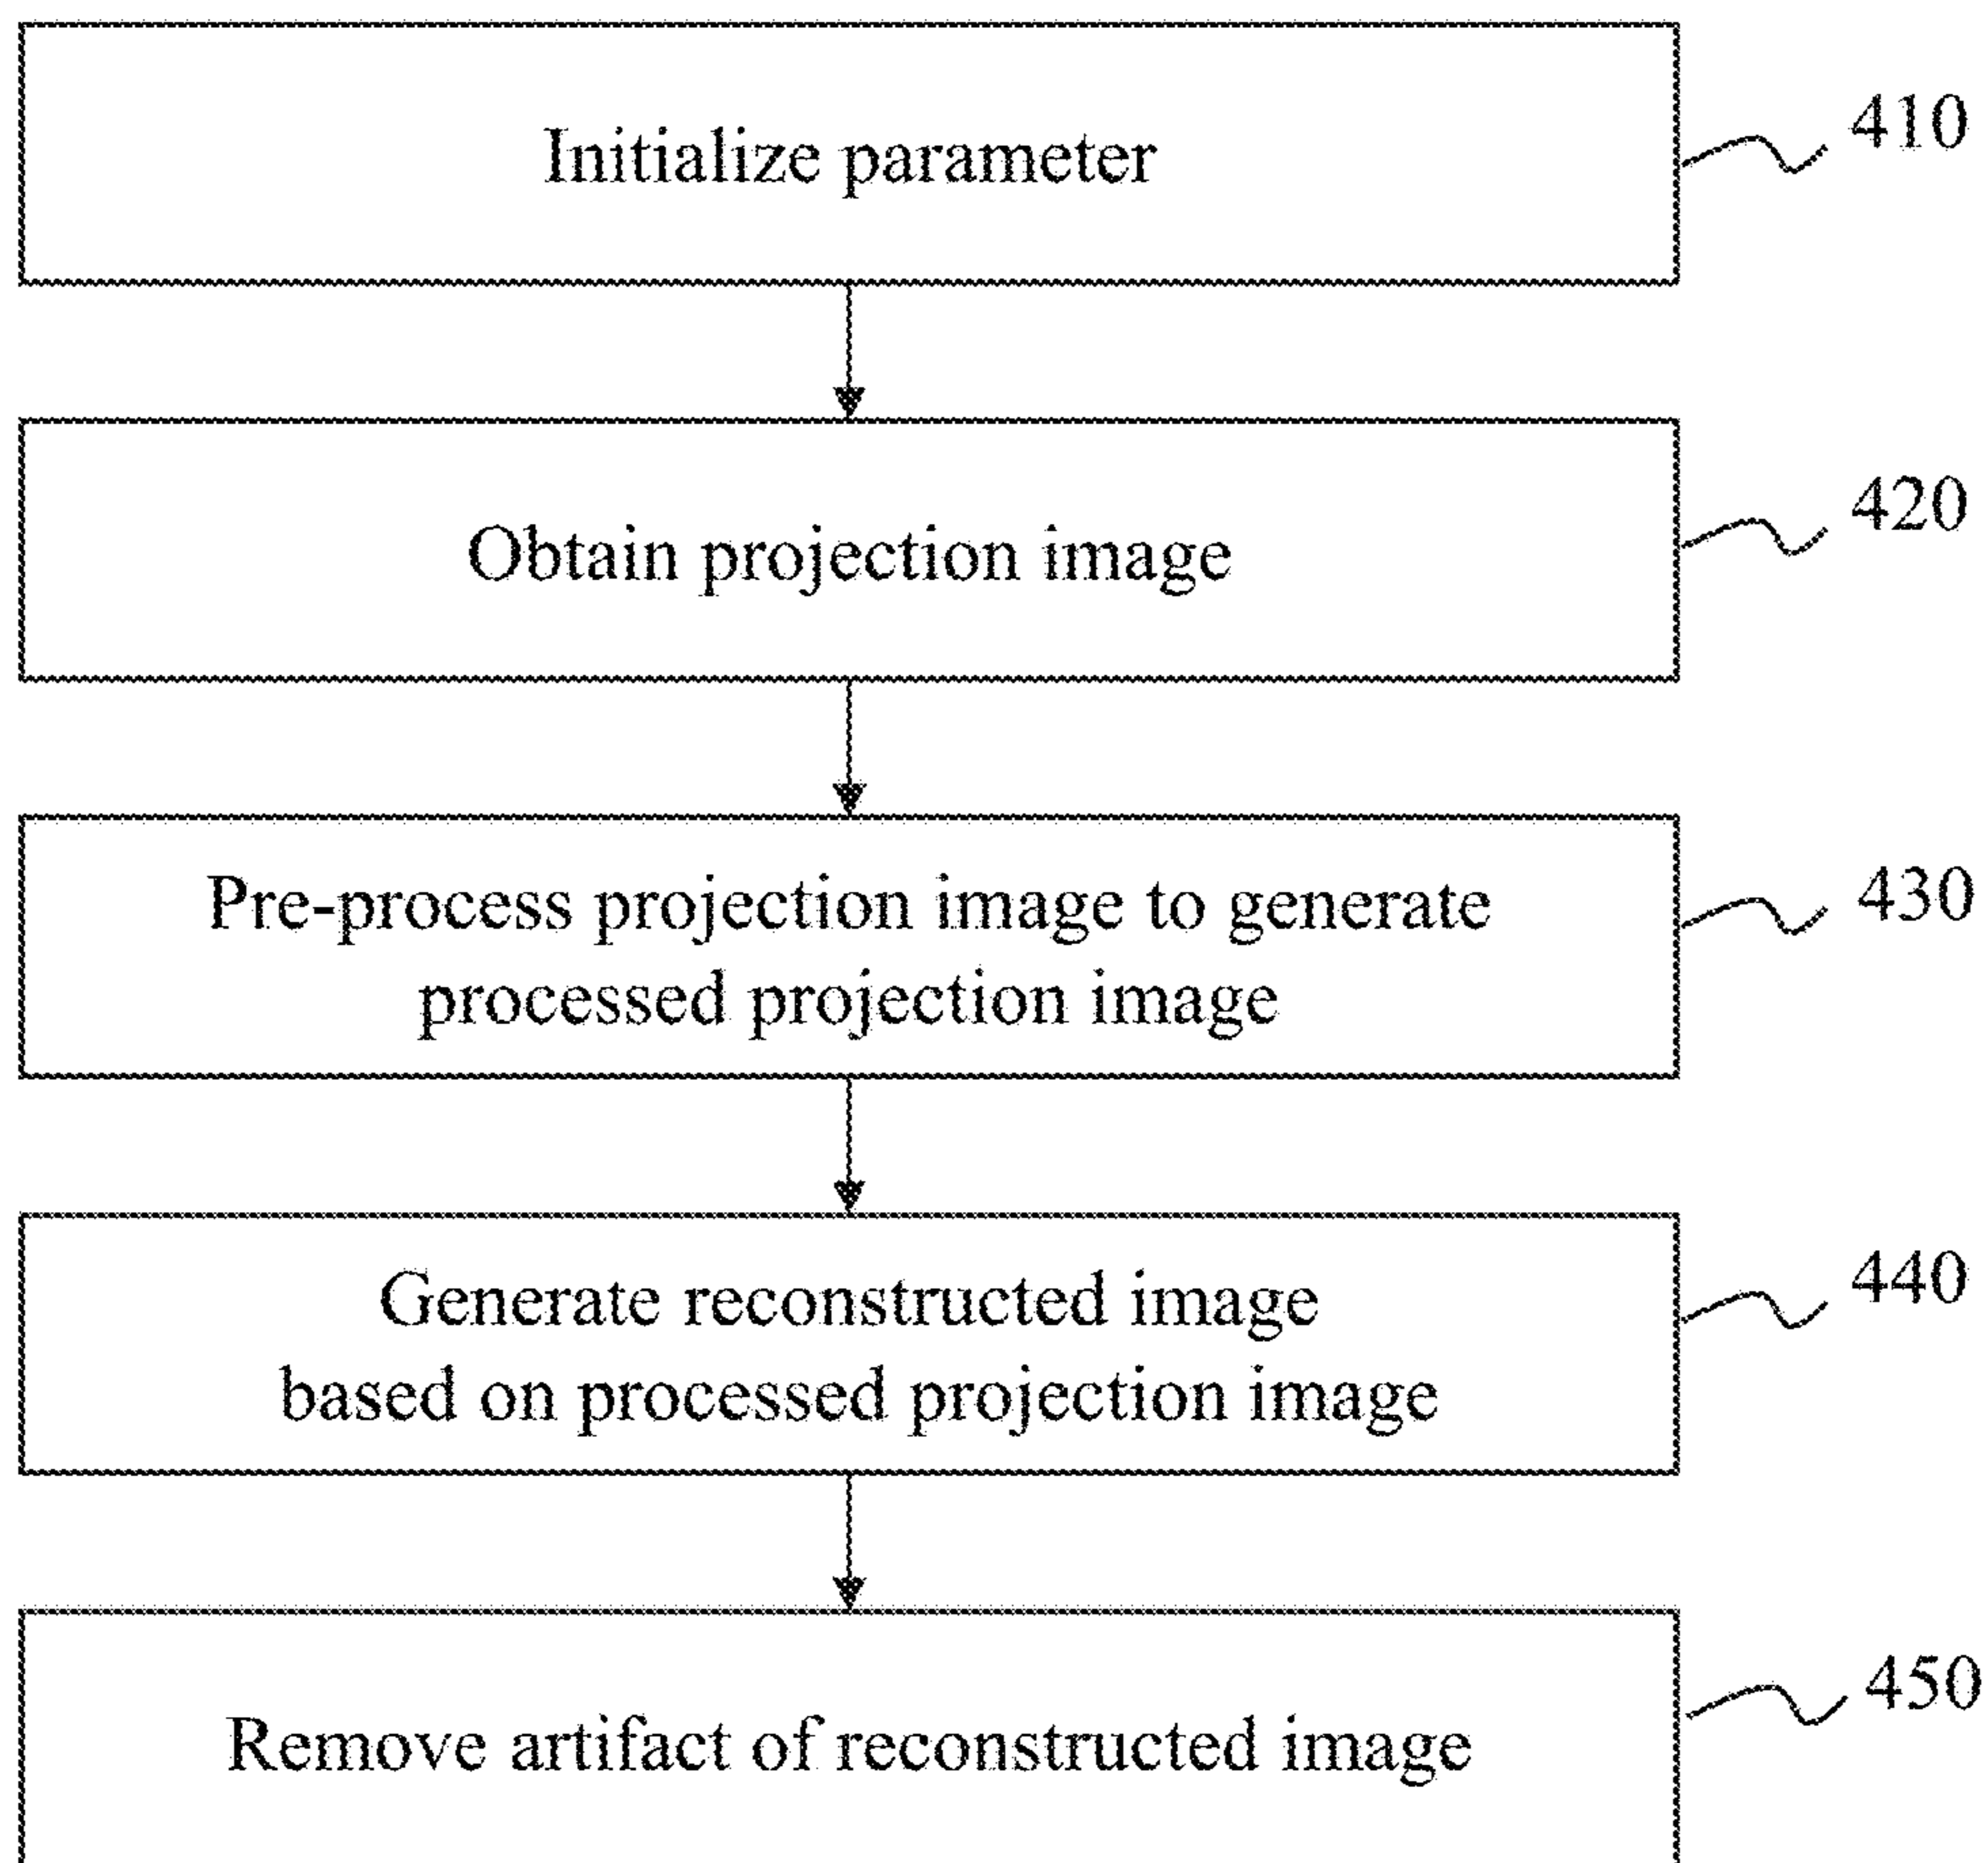 Initialize parameter
410
Obtain projection image
420
Pre-process projection image to generate
processed projection image
430
Generate reconstructed image
based on processed projection image
440
Remove artifact of reconstructed image
450